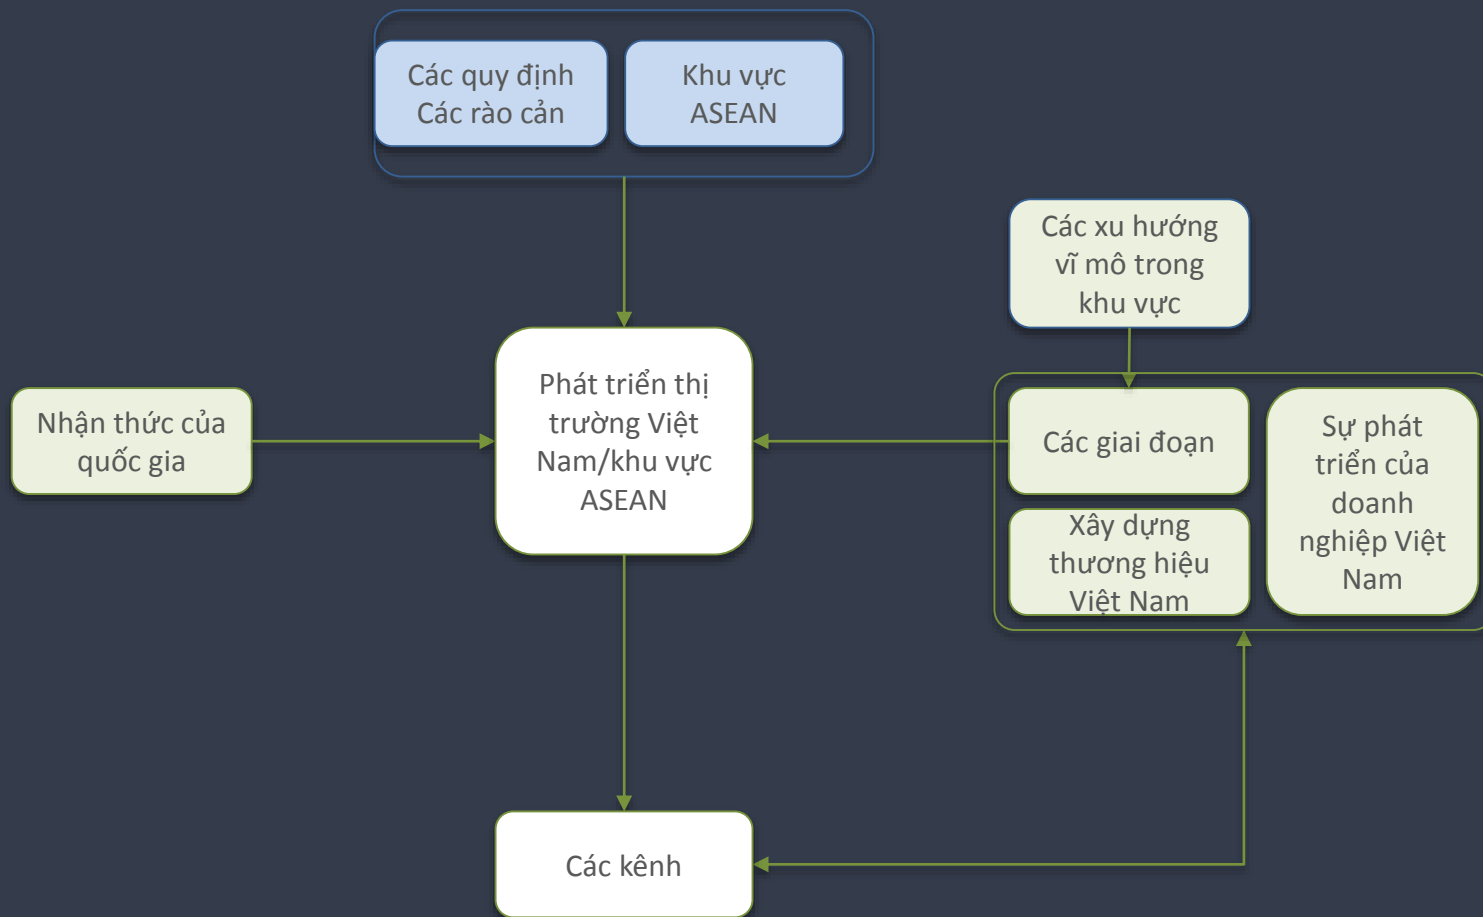 Các quy định
Các rào cản
Khu vực
ASEAN
Các xu hướng
vĩ mô trong
khu vực
Nhận thức của
quốc gia
Phát triển thị
trường Việt
Nam/khu vực
ASEAN
Các giai đoạn
Xây dựng
thương hiệu
Việt Nam
Sự phát
triển của
doanh
nghiệp Việt
Nam
Các kênh